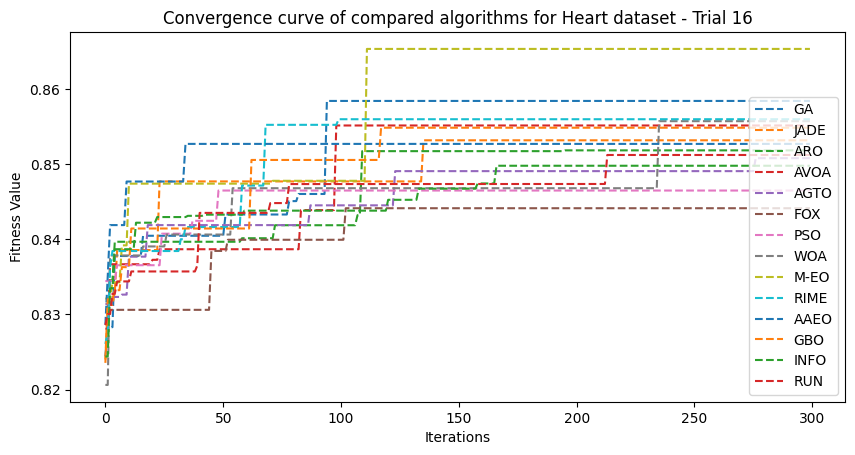 Convergence curve of compared algorithms for Heart dataset - Trial 16
Fitness Value
0.86
0.85
0.84
0.83
0.82
0
50
100
150
200
250
300
Iterations
GA
JADE
ARO
AVOA
AGTO
FOX
PSO
WOA
M-EO
RIME
AAEO
GBO
INFO
RUN